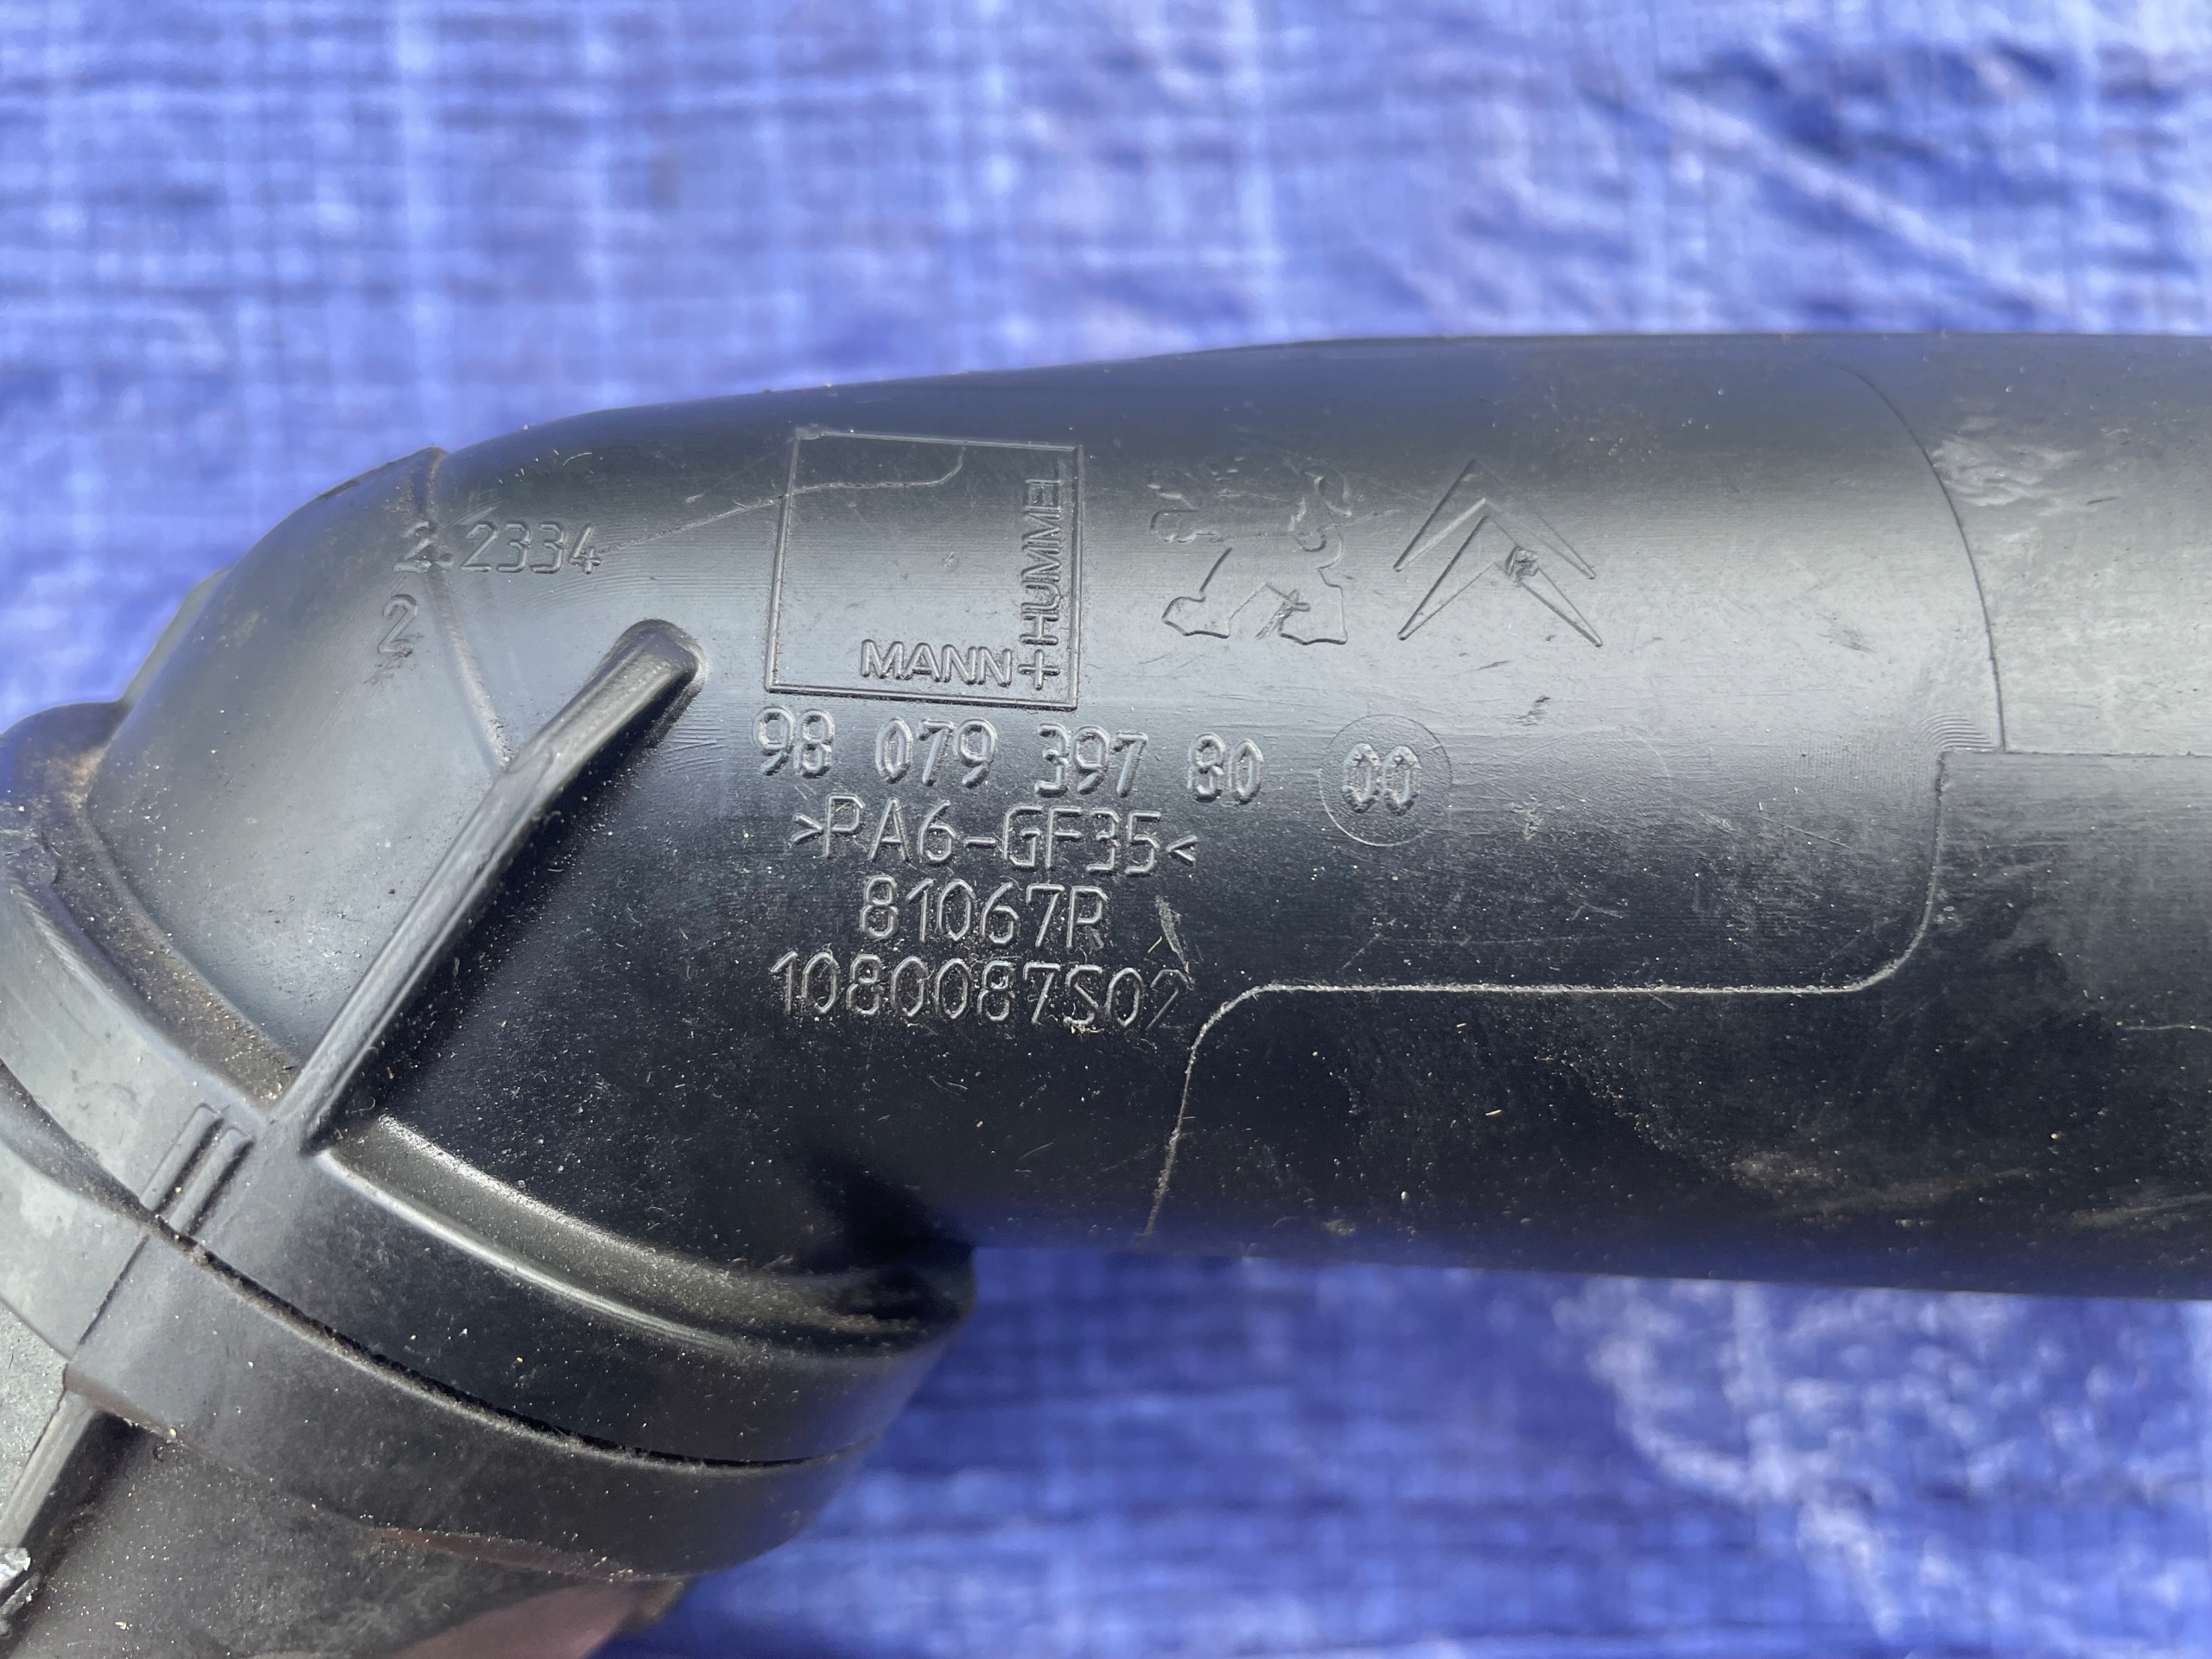 2.2334
2
MANN+HUMMEL
98 079 397 80 00
>PA6-GF35<
81067R
1080087S02